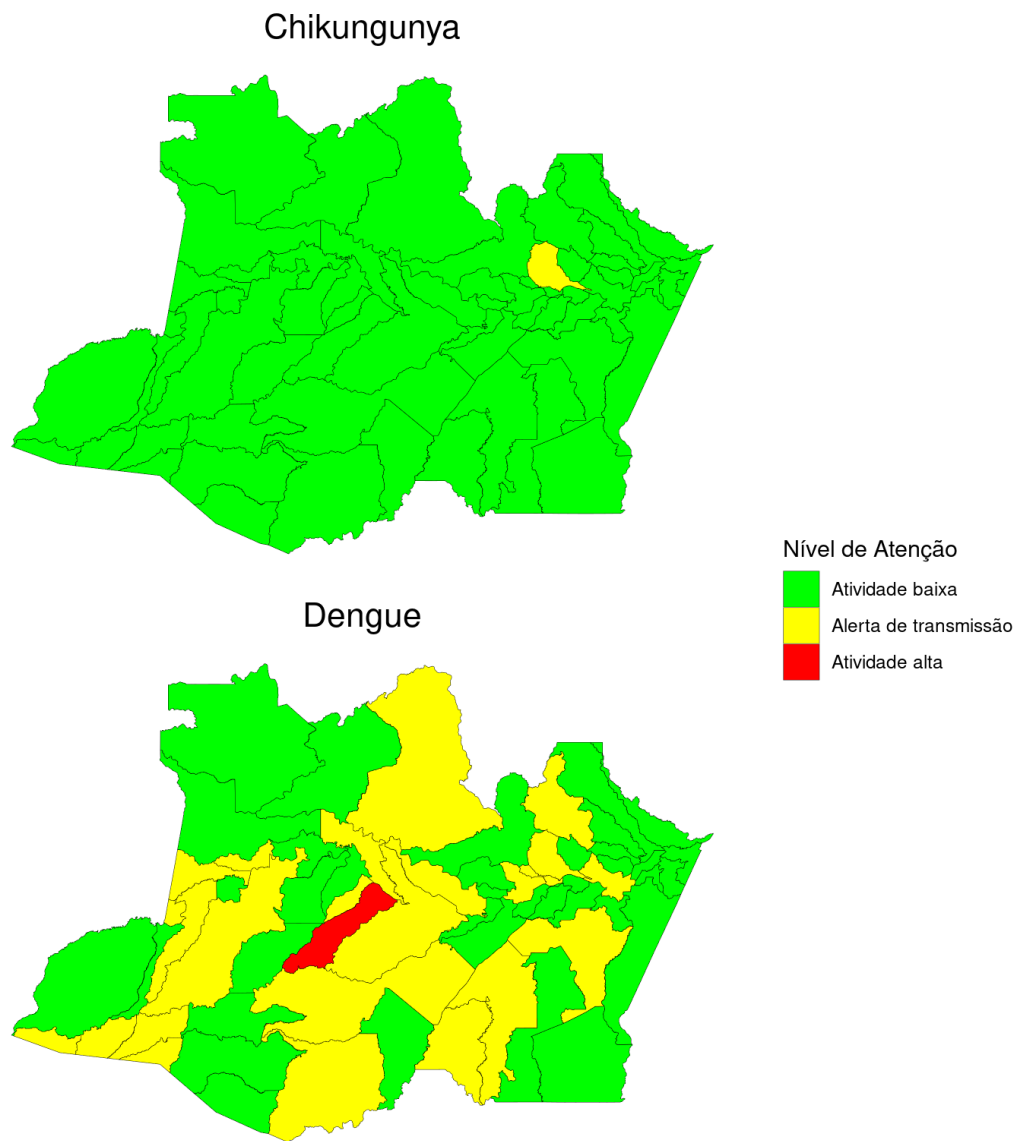 Chikungunya
Nível de Atenção
Atividade baixa
Alerta de transmissão
Atividade alta
Dengue